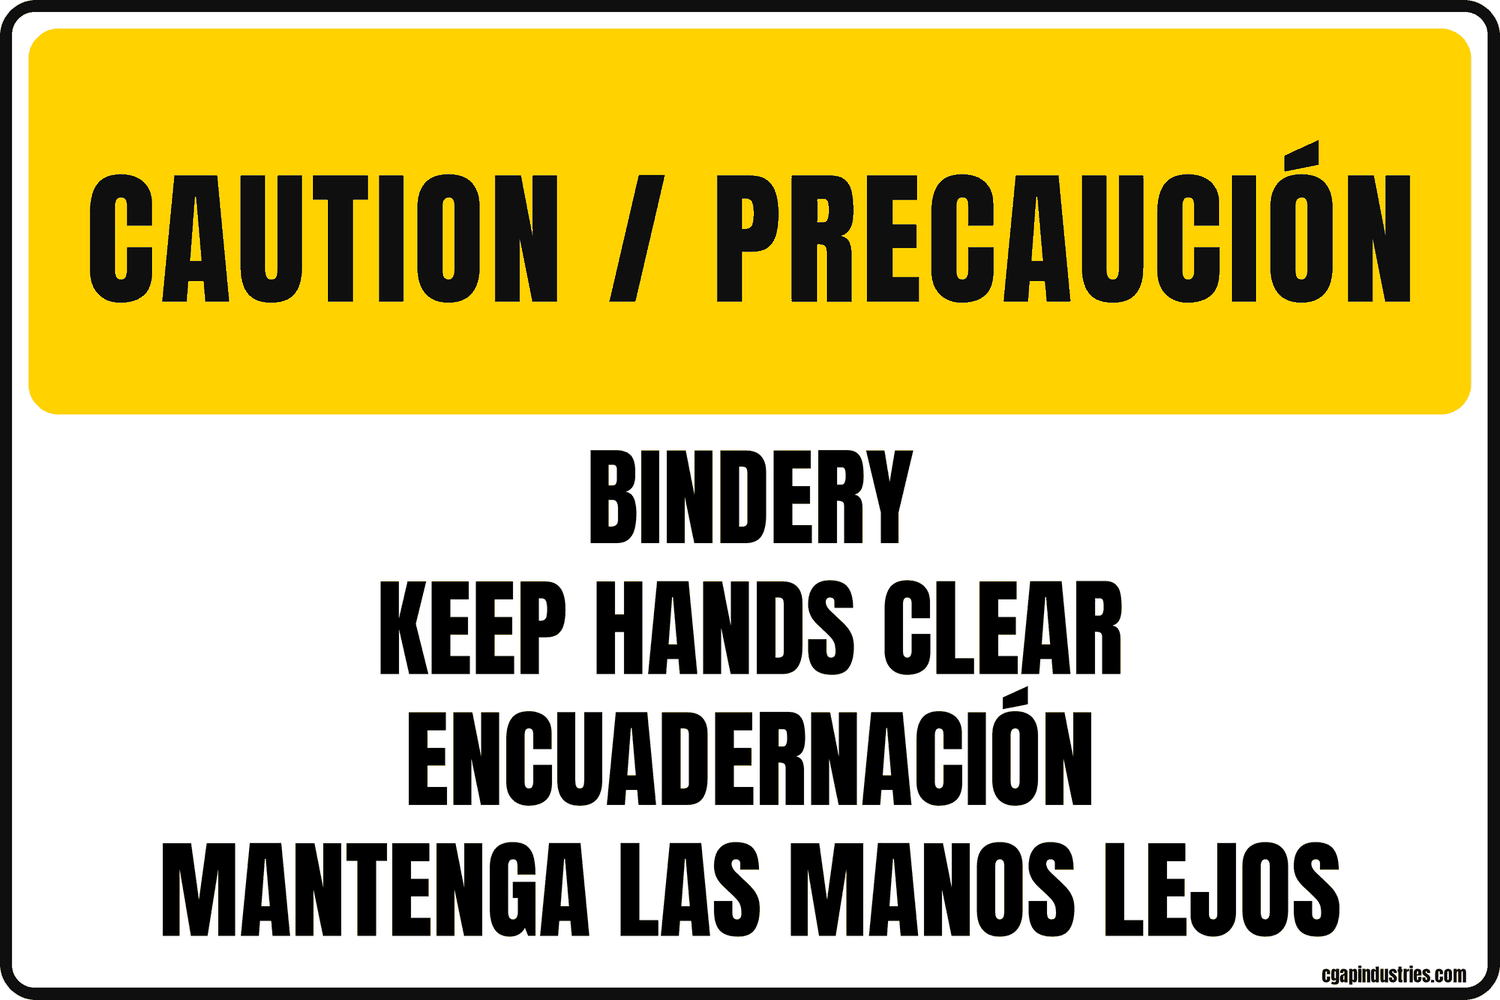 CAUTION / PRECAUCIÓN
BINDERY
KEEP HANDS CLEAR
ENCUADERNACIÓN
MANTENGA LAS MANOS LEJOS
cgapindustries.com